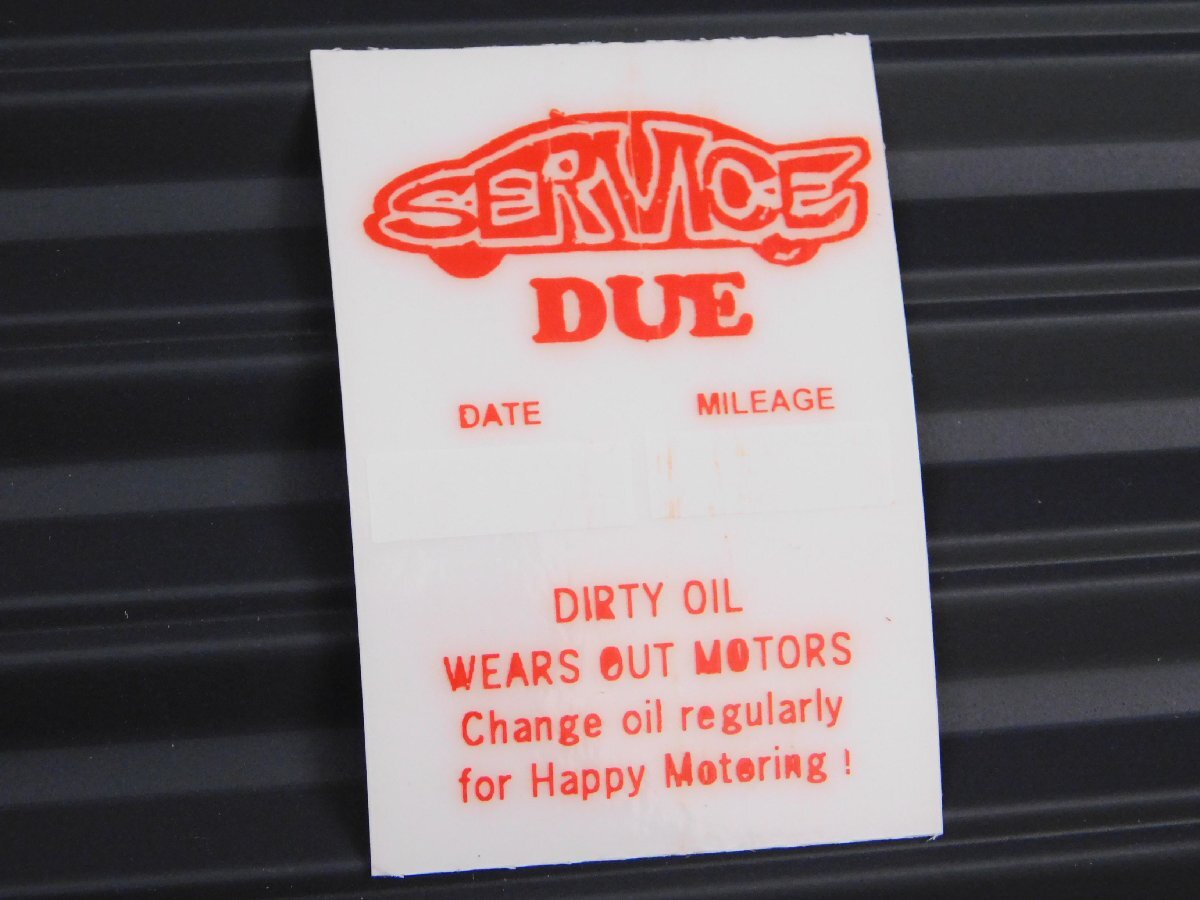 SERVICE
DUE
DATE MILEAGE
DIRTY OIL
WEARS OUT MOTORS
Change oil regularly
for Happy Motoring !